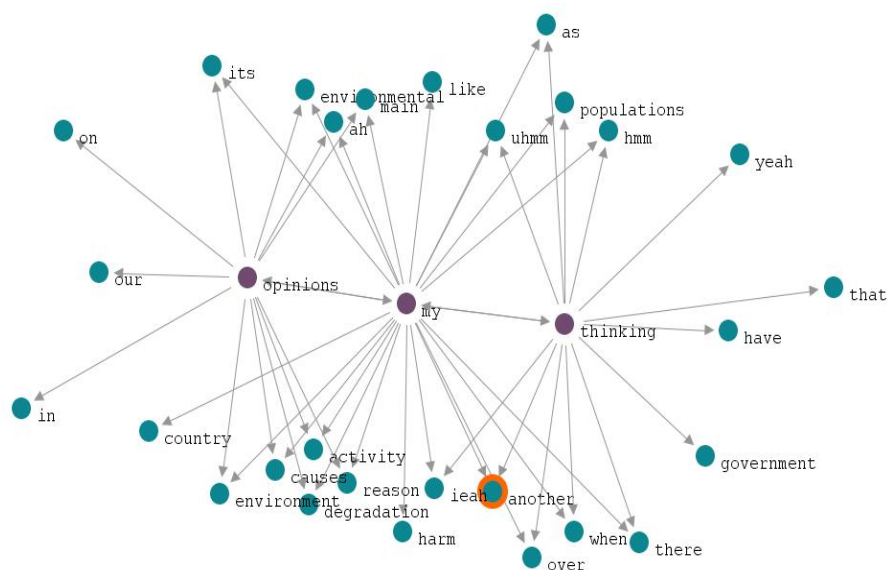 as
its
like
environmental
main
populations
ah
uhmm
hmm
on
yeah
our
opinions
that
my
thinking
have
in
country
activity
government
causes
reason
environment
ieah
another
degradation
harm
when
there
over